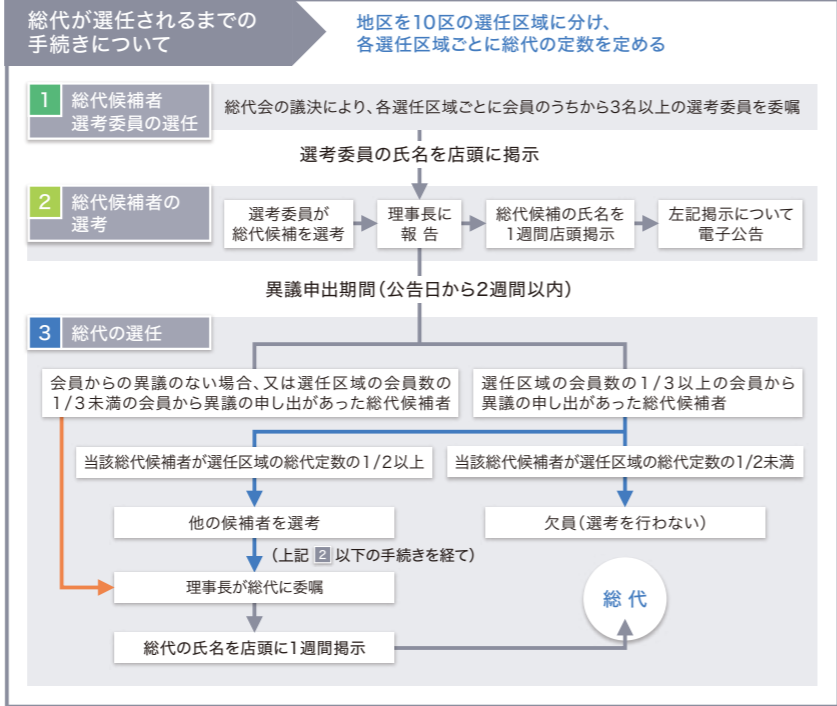 総代が選任されるまでの
手続きについて
地区を10区の選任区域に分け、
各選任区域ごとに総代の定数を定める
1 総代候補者
選考委員の選任
総代会の議決により、各選任区域ごとに会員のうちから3名以上の選考委員を委嘱
選考委員の氏名を店頭に掲示
2 総代候補者の
選考
選考委員が
総代候補を選考
理事長に
報 告
総代候補の氏名を
1週間店頭掲示
左記掲示について
電子公告
異議申出期間（公告日から2週間以内）
3 総代の選任
会員からの異議のない場合、又は選任区域の会員数の
1/3未満の会員から異議の申し出があった総代候補者
選任区域の会員数の1/3以上の会員から
異議の申し出があった総代候補者
当該総代候補者が選任区域の総代定数の1/2以上
当該総代候補者が選任区域の総代定数の1/2未満
他の候補者を選考
欠員（選考を行わない）
（上記 2 以下の手続きを経て）
理事長が総代に委嘱
総 代
総代の氏名を店頭に1週間掲示